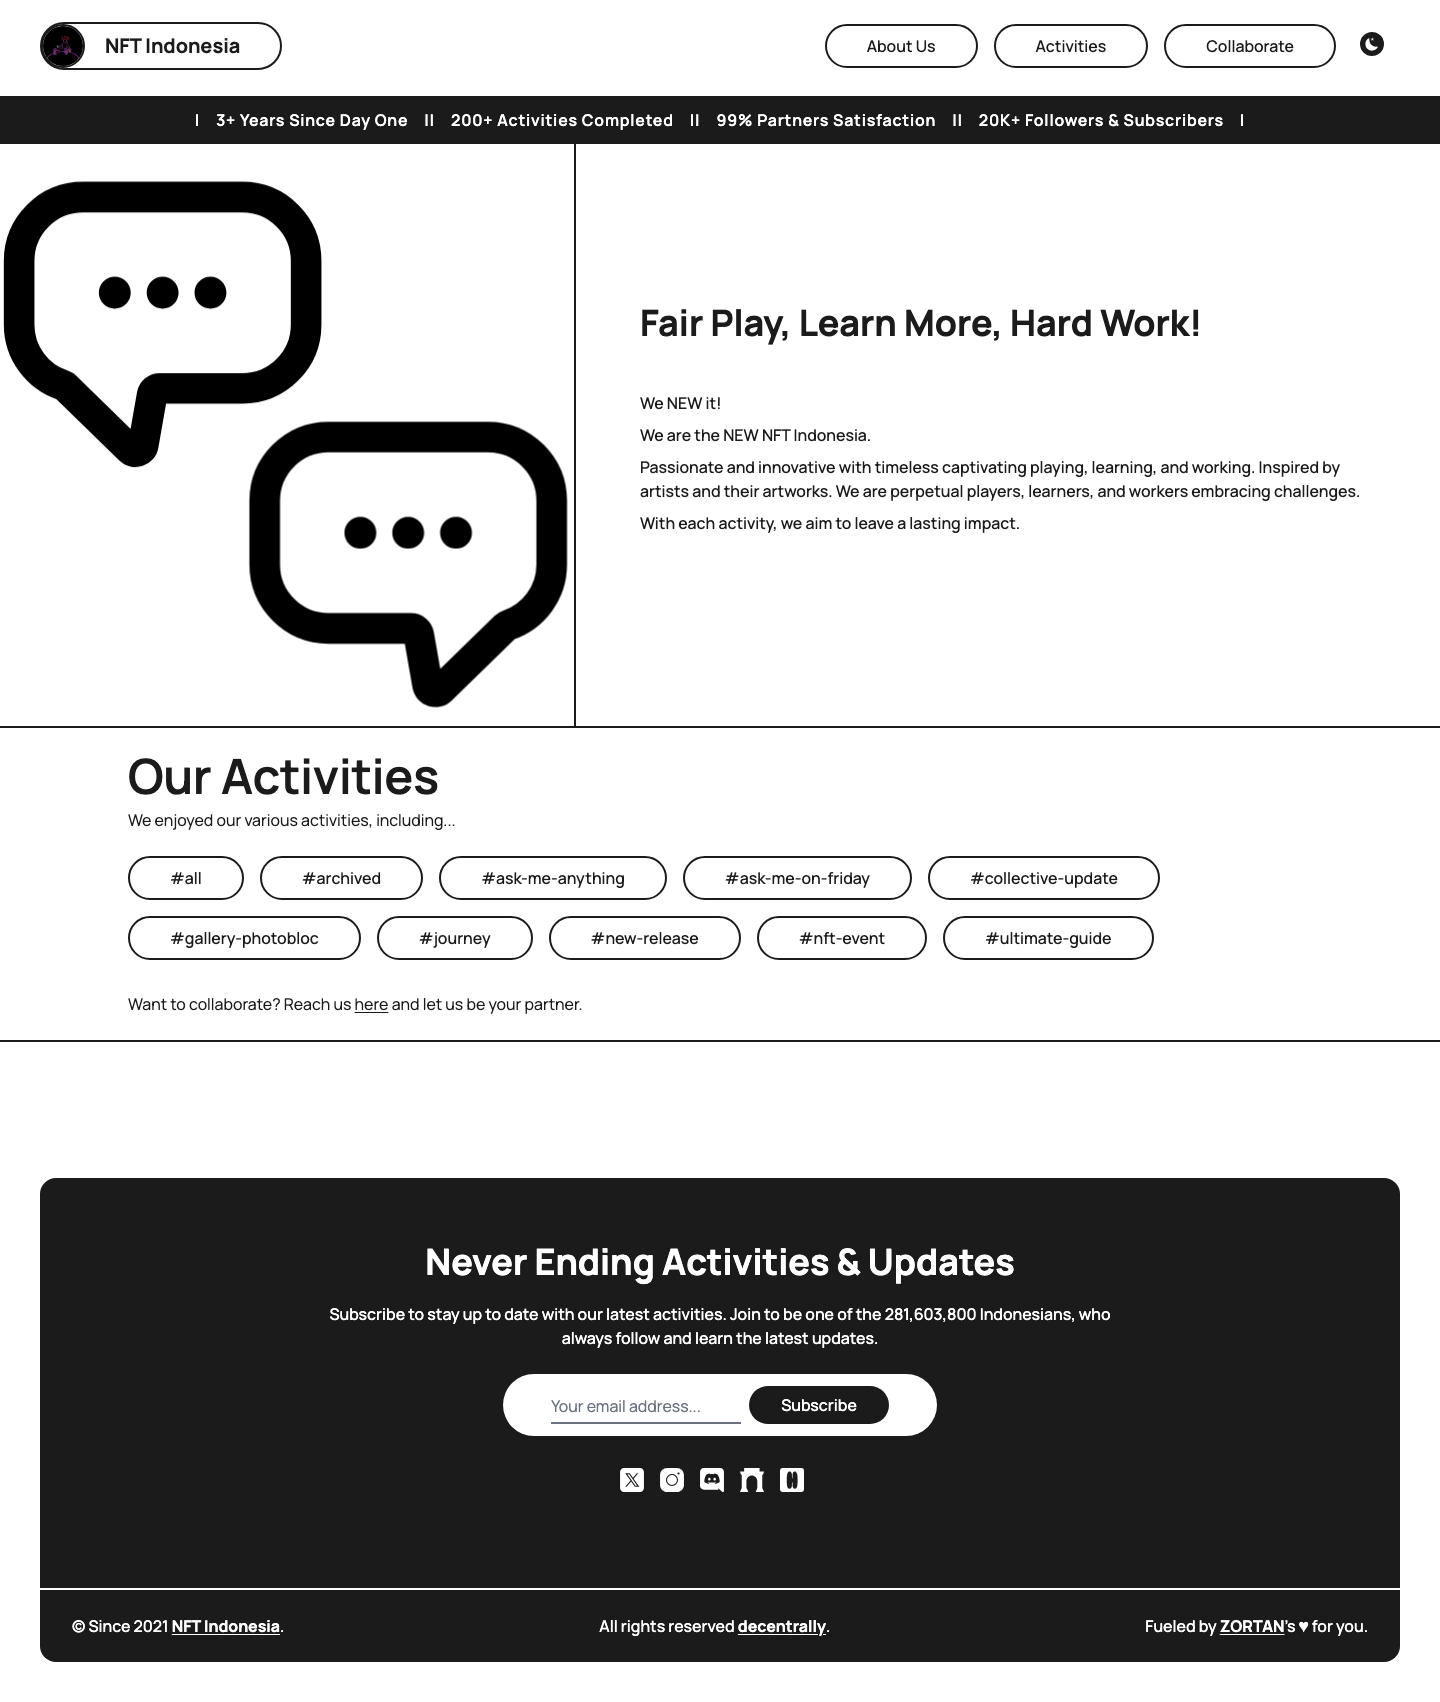 NFT Indonesia
About Us
Activities
Collaborate
| 3+ Years Since Day One || 200+ Activities Completed || 99% Partners Satisfaction || 20K+ Followers & Subscribers |
Fair Play, Learn More, Hard Work!
We NEW it!
We are the NEW NFT Indonesia.
Passionate and innovative with timeless captivating playing, learning, and working. Inspired by
artists and their artworks. We are perpetual players, learners, and workers embracing challenges.
With each activity, we aim to leave a lasting impact.
Our Activities
We enjoyed our various activities, including...
#all
#archived
#ask-me-anything
#ask-me-on-friday
#collective-update
#gallery-photobloc
#journey
#new-release
#nft-event
#ultimate-guide
Want to collaborate? Reach us here and let us be your partner.
Never Ending Activities & Updates
Subscribe to stay up to date with our latest activities. Join to be one of the 281,603,800 Indonesians, who
always follow and learn the latest updates.
Your email address...
Subscribe
© Since 2021 NFT Indonesia.
All rights reserved decentrally.
Fueled by ZORTAN's ♥ for you.